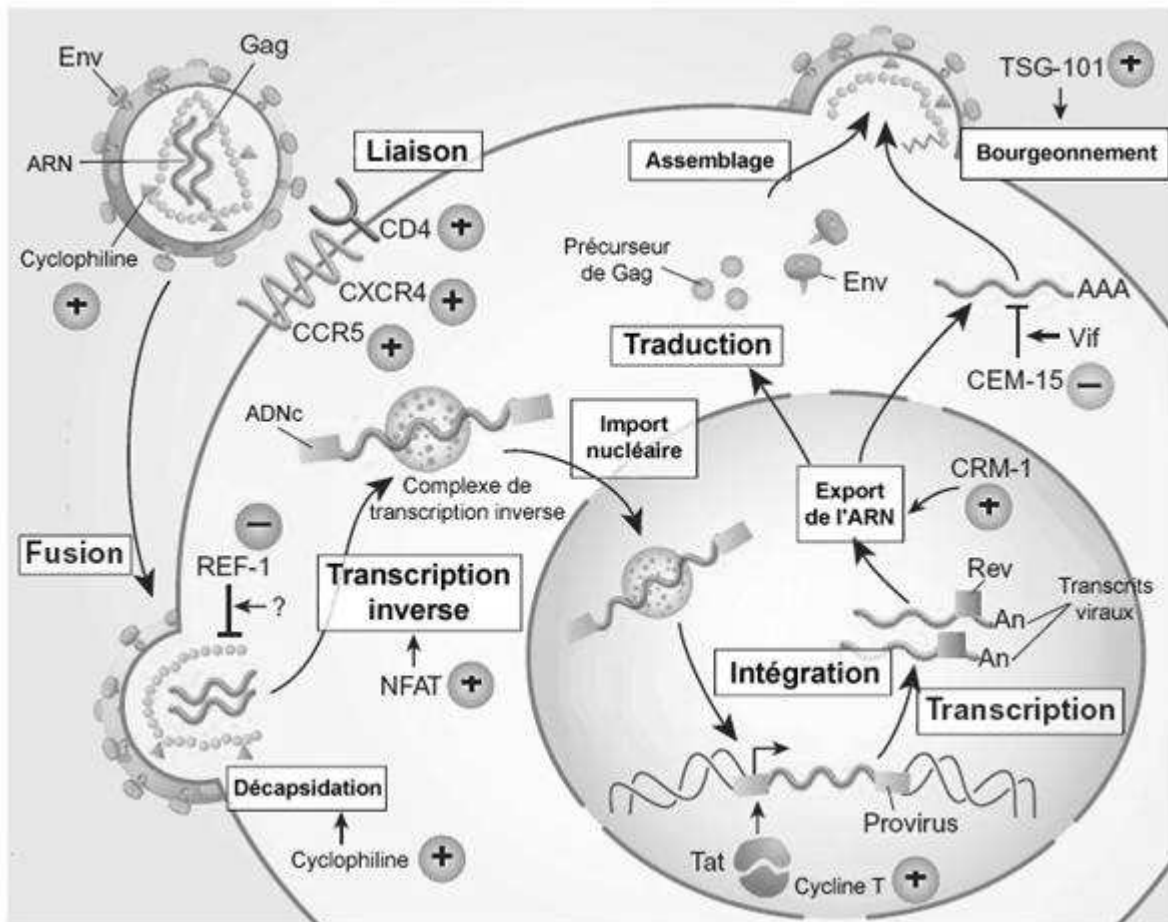 Env
Gag
ARN
Cyclophiline
+
Liaison
CD4
+
CXCR4
+
CCR5
+
TSG-101
+
Assemblage
Bourgeonnement
Précurseur
de Gag
Env
AAA
Vif
CEM-15
−
Traduction
ADNc
Import
nucléaire
Complexe de
transcription inverse
Export
de l'ARN
CRM-1
+
Fusion
−
REF-1
?
Transcription
inverse
NFAT
+
Rev
An
An
Transcrits
viraux
Intégration
Transcription
Décapsidation
Cyclophiline
+
Provirus
Tat
Cycline T
+